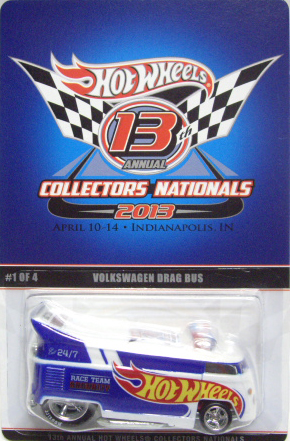 HOT WHEELS
13th
ANNUAL
COLLECTORS NATIONALS
2013
APRIL 10-14 • INDIANAPOLIS, IN
#1 OF 4
VOLKSWAGEN DRAG BUS
24/7
RACE TEAM
HOT WHEELS
13th ANNUAL HOT WHEELS® COLLECTORS NATIONALS